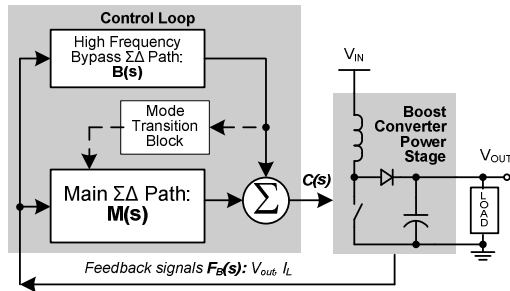 Control Loop
High Frequency
Bypass ΣΔ Path:
B(s)
Mode
Transition
Block
Main ΣΔ Path:
M(s)
Σ
C(s)
V_IN
Boost
Converter
Power
Stage
V_OUT
LOAD
Feedback signals F_B(s): V_out, I_L